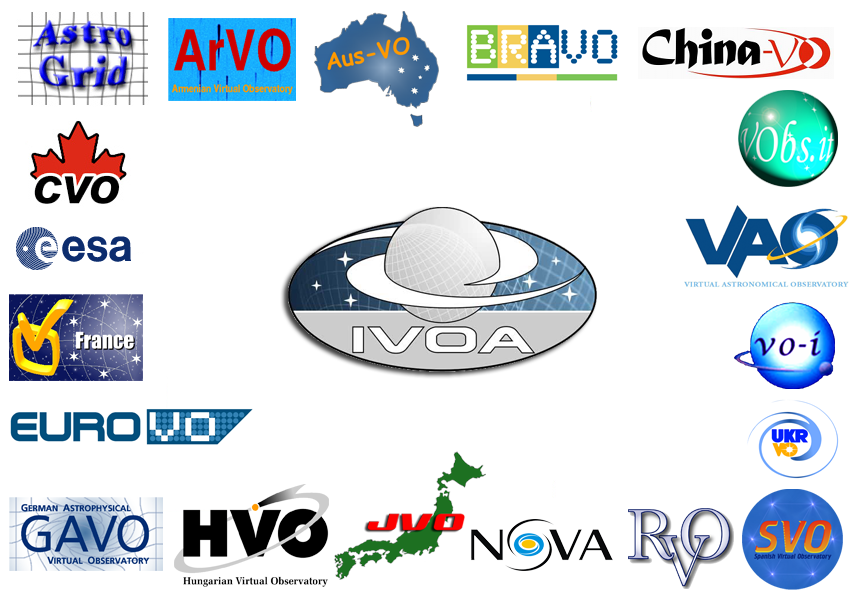 Astro
Grid
ArVO
Armenian Virtual Observatory
Aus-VO
BRAVO
China-VO
CVO
VObs.it
esa
VAO
VIRTUAL ASTRONOMICAL OBSERVATORY
France
IVOA
vo-i
EURO VO
UKR
VO
GERMAN ASTROPHYSICAL
GAVO
VIRTUAL OBSERVATORY
HVO
Hungarian Virtual Observatory
JVO
NOVA
RVO
SVO
Spanish Virtual Observatory